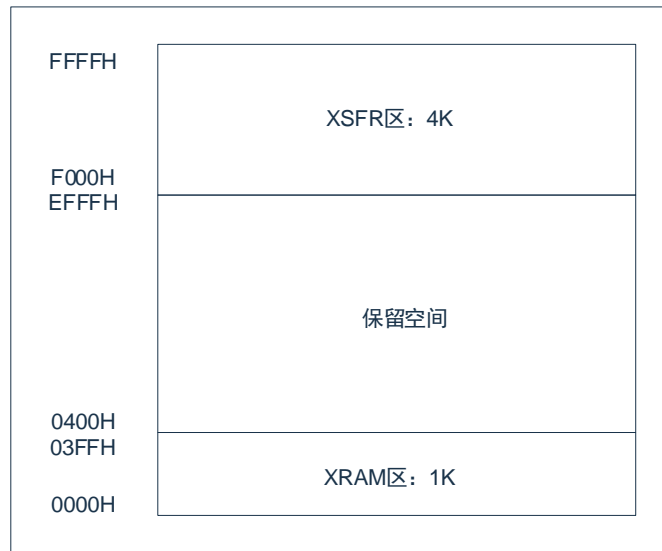 FFFFH
XSFR区：4K
F000H
EFFFH
保留空间
0400H
03FFH
XRAM区：1K
0000H